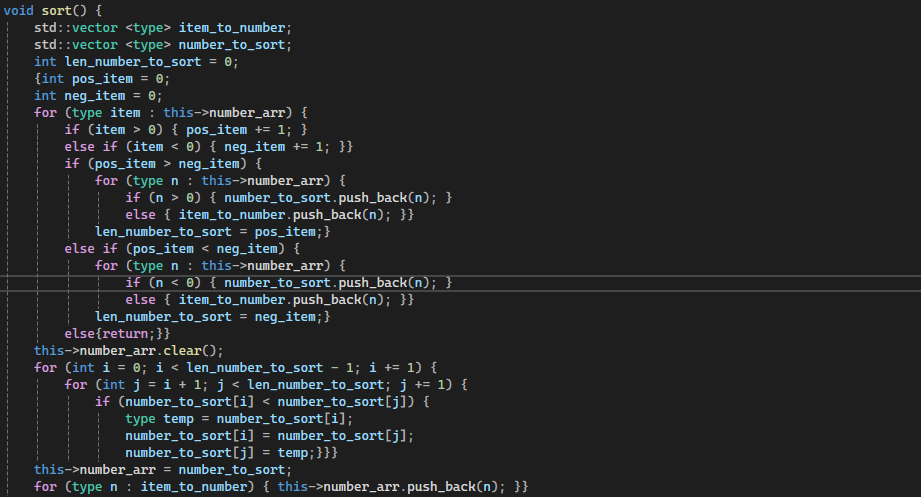 void sort() {
    std::vector <type> item_to_number;
    std::vector <type> number_to_sort;
    int len_number_to_sort = 0;
    {int pos_item = 0;
    int neg_item = 0;
    for (type item : this->number_arr) {
        if (item > 0) { pos_item += 1; }
        else if (item < 0) { neg_item += 1; }}
    if (pos_item > neg_item) {
            for (type n : this->number_arr) {
                if (n > 0) { number_to_sort.push_back(n); }
                else { item_to_number.push_back(n); }}
            len_number_to_sort = pos_item;}
        else if (pos_item < neg_item) {
            for (type n : this->number_arr) {
                if (n < 0) { number_to_sort.push_back(n); }
                else { item_to_number.push_back(n); }}
            len_number_to_sort = neg_item;}
        else{return;}}
    this->number_arr.clear();
    for (int i = 0; i < len_number_to_sort - 1; i += 1) {
        for (int j = i + 1; j < len_number_to_sort; j += 1) {
            if (number_to_sort[i] < number_to_sort[j]) {
                type temp = number_to_sort[i];
                number_to_sort[i] = number_to_sort[j];
                number_to_sort[j] = temp;}}}
    this->number_arr = number_to_sort;
    for (type n : item_to_number) { this->number_arr.push_back(n); }}